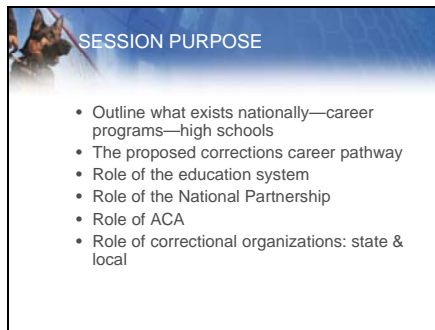 SESSION PURPOSE
• Outline what exists nationally—career
programs—high schools
• The proposed corrections career pathway
• Role of the education system
• Role of the National Partnership
• Role of ACA
• Role of correctional organizations: state &
local